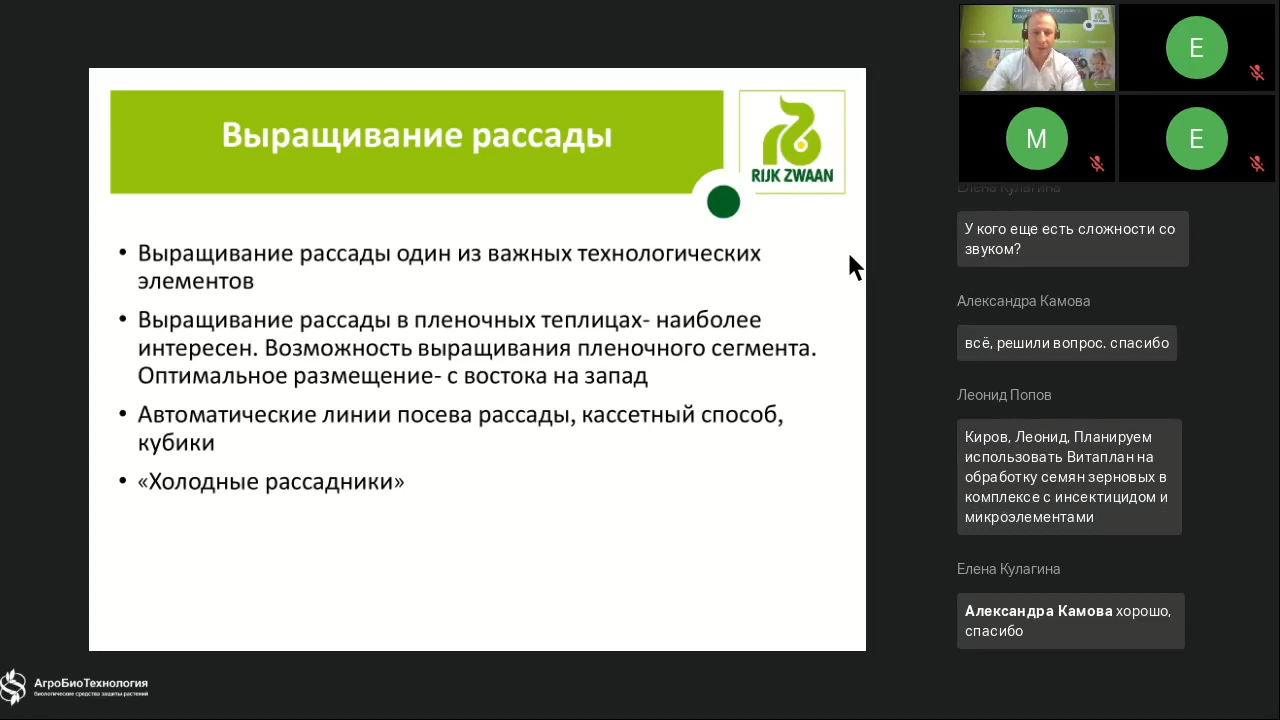 Выращивание рассады
RIJK ZWAAN
• Выращивание рассады один из важных технологических
элементов
• Выращивание рассады в пленочных теплицах- наиболее
интересен. Возможность выращивания пленочного сегмента.
Оптимальное размещение- с востока на запад
• Автоматические линии посева рассады, кассетный способ,
кубики
• «Холодные рассадники»
АгроБиоТехнология
биологические средства защиты растений
E
M
E
Елена Кулагина
У кого еще есть сложности со
звуком?
Александра Камова
всё, решили вопрос. спасибо
Леонид Попов
Киров, Леонид, Планируем
использовать Витаплан на
обработку семян зерновых в
комплексе с инсектицидом и
микроэлементами
Елена Кулагина
Александра Камова хорошо,
спасибо